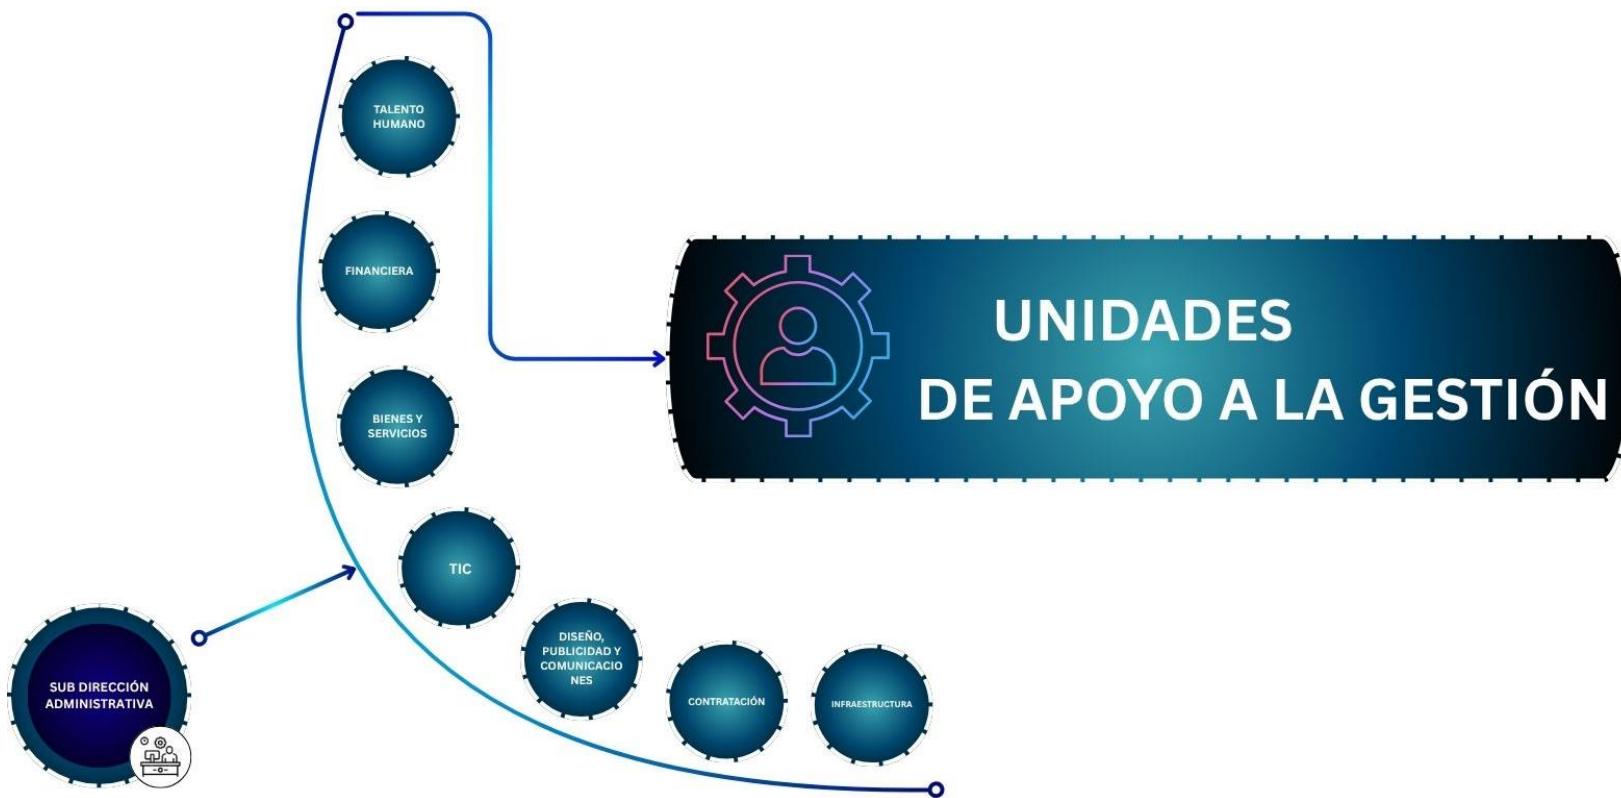 TALENTO
HUMANO
FINANCIERA
BIENES Y
SERVICIOS
TIC
DISEÑO,
PUBLICIDAD Y
COMUNICACIO
NES
CONTRATACIÓN
INFRAESTRUCTURA
SUB DIRECCIÓN
ADMINISTRATIVA
UNIDADES
DE APOYO A LA GESTIÓN